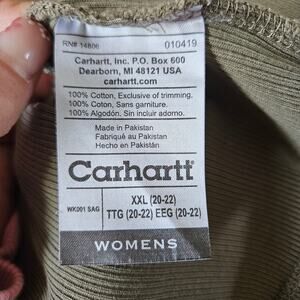 RN# 14806 010419
Carhartt, Inc. P.O. Box 600
Dearborn, MI 48121 USA
carhartt.com
100% Cotton, Exclusive of trimming.
100% Coton, Sans garniture.
100% Algodón. Sin incluir adorno.
Made in Pakistan
Fabriqué au Pakistan
Hecho en Pakistán
Carhartt
XXL (20-22)
WK001 SAG TTG (20-22) EEG (20-22)
WOMENS